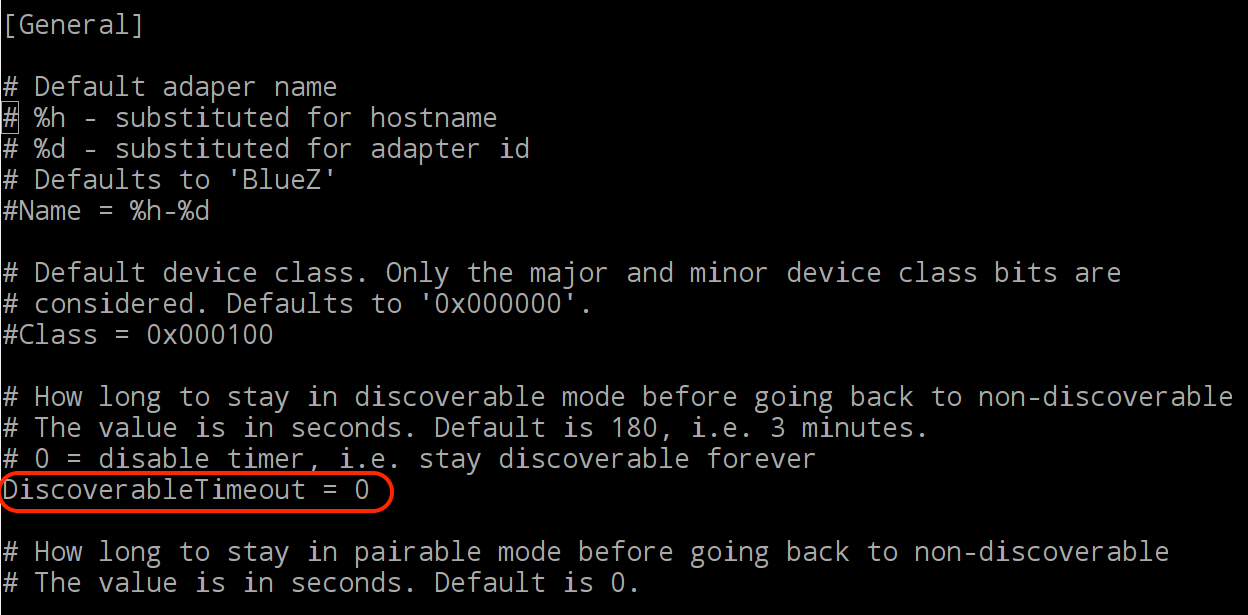 [General]
# Default adaper name
# %h - substituted for hostname
# %d - substituted for adapter id
# Defaults to 'BlueZ'
#Name = %h-%d
# Default device class. Only the major and minor device class bits are
# considered. Defaults to '0x000000'.
#Class = 0x000100
# How long to stay in discoverable mode before going back to non-discoverable
# The value is in seconds. Default is 180, i.e. 3 minutes.
# 0 = disable timer, i.e. stay discoverable forever
DiscoverableTimeout = 0
# How long to stay in pairable mode before going back to non-discoverable
# The value is in seconds. Default is 0.